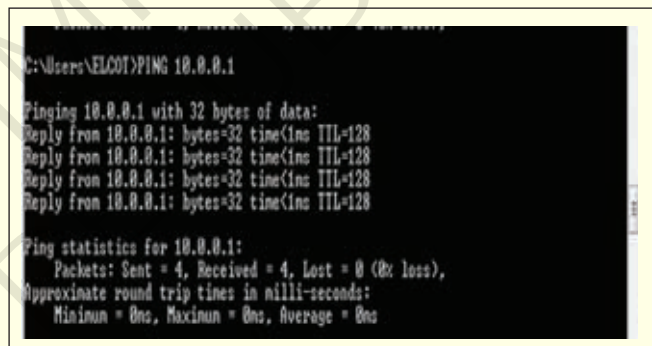 C:\Users\ELCOT>PING 10.0.0.1
Pinging 10.0.0.1 with 32 bytes of data:
Reply from 10.0.0.1: bytes=32 time<1ms TTL=128
Reply from 10.0.0.1: bytes=32 time<1ms TTL=128
Reply from 10.0.0.1: bytes=32 time<1ms TTL=128
Reply from 10.0.0.1: bytes=32 time<1ms TTL=128
Ping statistics for 10.0.0.1:
Packets: Sent = 4, Received = 4, Lost = 0 (0% loss),
Approximate round trip times in milli-seconds:
Minimum = 0ms, Maximum = 0ms, Average = 0ms